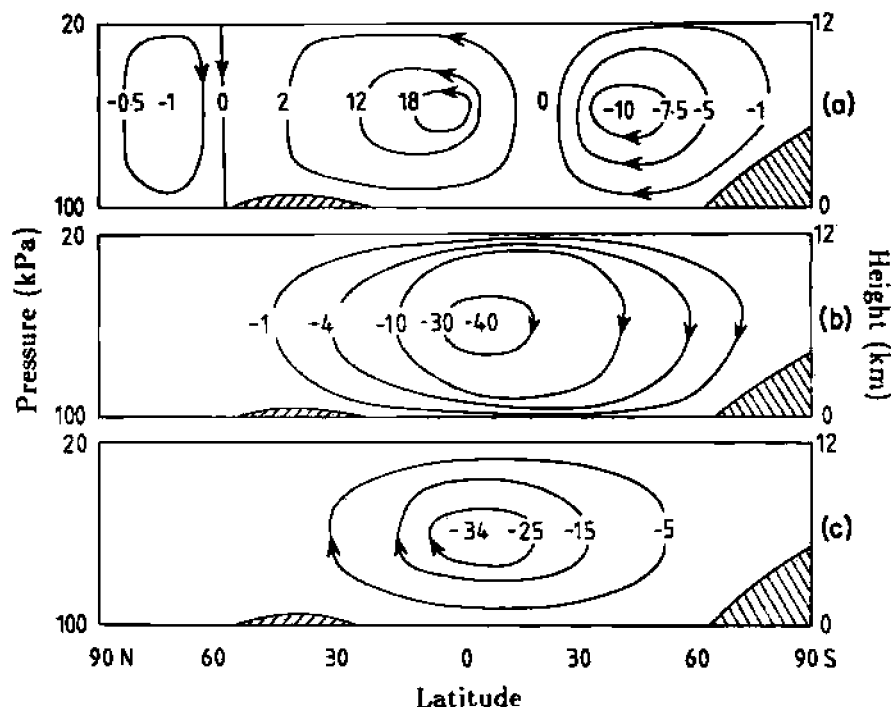 20 12
-0.5 -1 0 2 12 18 0 -10 -7.5 -5 -1 (a)
100 0
20 12
-1 -4 -10 -30 -40 (b)
100 0
20 12
-34 -25 -15 -5 (c)
100 0
90 N 60 30 0 30 60 90 S
Latitude
Pressure (kPa)
Height (km)